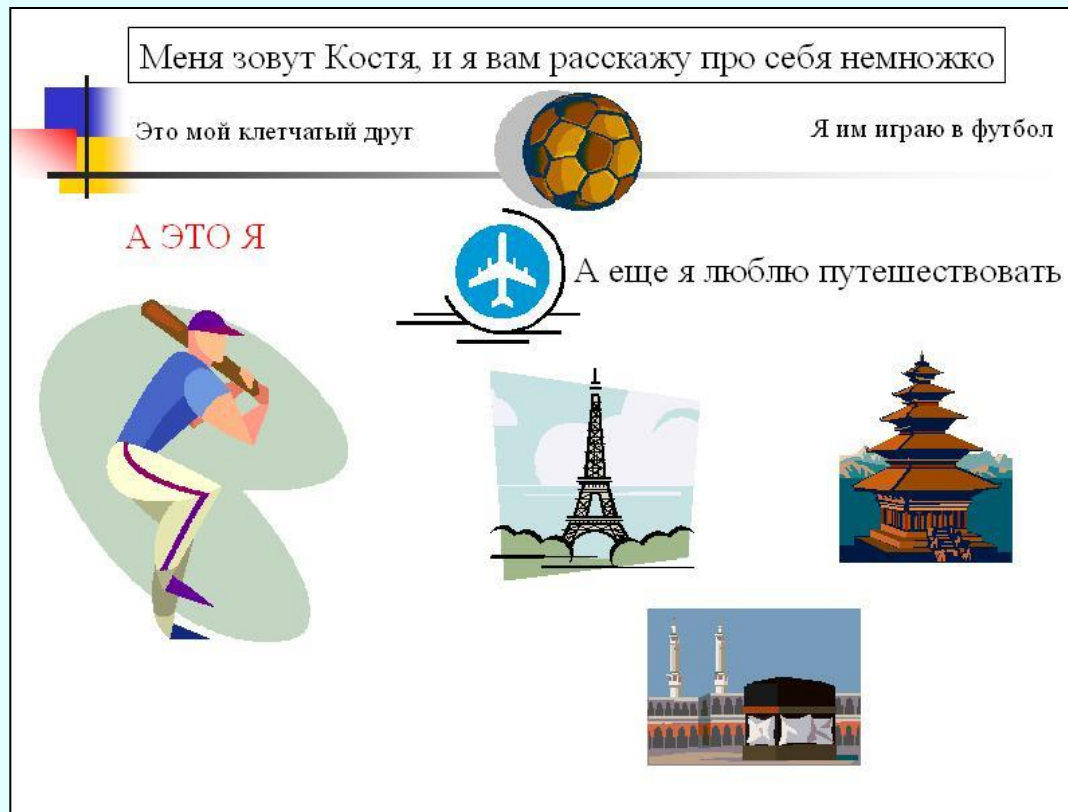 Меня зовут Костя, и я вам расскажу про себя немножко
Это мой клетчатый друг
Я им играю в футбол
А ЭТО Я
А еще я люблю путешествовать